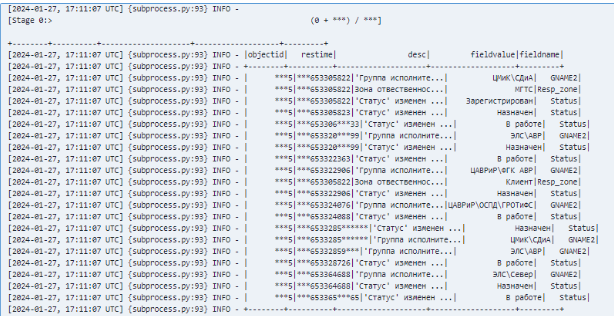 [2024-01-27, 17:11:07 UTC] {subprocess.py:93} INFO -
[Stage 0:> (0 + ***) / ***]
+--------+----------+--------------------+------------------+---------+
[2024-01-27, 17:11:07 UTC] {subprocess.py:93} INFO - |objectid| restime| desc| fieldvalue|fieldname|
[2024-01-27, 17:11:07 UTC] {subprocess.py:93} INFO - +--------+----------+--------------------+------------------+---------+
[2024-01-27, 17:11:07 UTC] {subprocess.py:93} INFO - | ***5|***653305822|'Группа исполните...| ЦМиК\СДиА| GNAME2|
[2024-01-27, 17:11:07 UTC] {subprocess.py:93} INFO - | ***5|***653305822|Зона отвественнос...| МГТС|Resp_zone|
[2024-01-27, 17:11:07 UTC] {subprocess.py:93} INFO - | ***5|***653305822|'Статус' изменен ...| Зарегистрирован| Status|
[2024-01-27, 17:11:07 UTC] {subprocess.py:93} INFO - | ***5|***653305823|'Статус' изменен ...| Назначен| Status|
[2024-01-27, 17:11:07 UTC] {subprocess.py:93} INFO - | ***5|***653306***33|'Статус' изменен ...| В работе| Status|
[2024-01-27, 17:11:07 UTC] {subprocess.py:93} INFO - | ***5|***653320***99|'Группа исполните...| ЭЛС\АВР| GNAME2|
[2024-01-27, 17:11:07 UTC] {subprocess.py:93} INFO - | ***5|***653320***99|'Статус' изменен ...| Назначен| Status|
[2024-01-27, 17:11:07 UTC] {subprocess.py:93} INFO - | ***5|***653322363|'Статус' изменен ...| В работе| Status|
[2024-01-27, 17:11:07 UTC] {subprocess.py:93} INFO - | ***5|***653322906|'Группа исполните...| ЦАВРиР\ФГК АВР| GNAME2|
[2024-01-27, 17:11:07 UTC] {subprocess.py:93} INFO - | ***5|***653305822|Зона отвественнос...| Клиент|Resp_zone|
[2024-01-27, 17:11:07 UTC] {subprocess.py:93} INFO - | ***5|***653322906|'Статус' изменен ...| Назначен| Status|
[2024-01-27, 17:11:07 UTC] {subprocess.py:93} INFO - | ***5|***653324076|'Группа исполните...|ЦАВРиР\ОСПД\ГРОТиФС| GNAME2|
[2024-01-27, 17:11:07 UTC] {subprocess.py:93} INFO - | ***5|***653324088|'Статус' изменен ...| В работе| Status|
[2024-01-27, 17:11:07 UTC] {subprocess.py:93} INFO - | ***5|***6533285******|'Статус' изменен ...| Назначен| Status|
[2024-01-27, 17:11:07 UTC] {subprocess.py:93} INFO - | ***5|***6533285******|'Группа исполните...| ЦМиК\СДиА| GNAME2|
[2024-01-27, 17:11:07 UTC] {subprocess.py:93} INFO - | ***5|***65332859***|'Группа исполните...| ЭЛС\АВР| GNAME2|
[2024-01-27, 17:11:07 UTC] {subprocess.py:93} INFO - | ***5|***653328726|'Статус' изменен ...| В работе| Status|
[2024-01-27, 17:11:07 UTC] {subprocess.py:93} INFO - | ***5|***653364688|'Группа исполните...| ЭЛС\Север| GNAME2|
[2024-01-27, 17:11:07 UTC] {subprocess.py:93} INFO - | ***5|***653364688|'Статус' изменен ...| Назначен| Status|
[2024-01-27, 17:11:07 UTC] {subprocess.py:93} INFO - | ***5|***653365***65|'Статус' изменен ...| В работе| Status|
[2024-01-27, 17:11:07 UTC] {subprocess.py:93} INFO - +--------+----------+--------------------+------------------+---------+